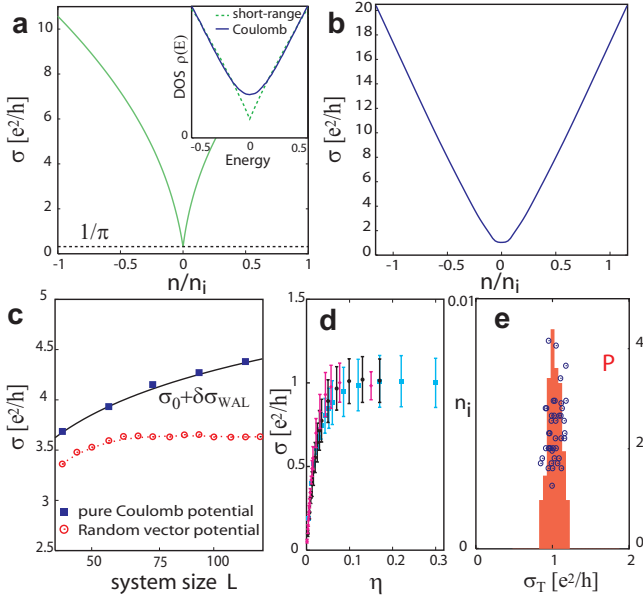 a
σ [e²/h]
10
8
6
4
2
0
1/π
-1
-0.5
0
0.5
1
n/nᵢ
short-range
Coulomb
DOS ρ(E)
0
-0.5
0
0.5
Energy
b
σ [e²/h]
20
18
16
14
12
10
8
6
4
2
0
-1
-0.5
0
0.5
1
n/nᵢ
c
σ [e²/h]
5
4.5
4
3.5
3
2.5
σ₀+δσ_WAL
pure Coulomb potential
Random vector potential
50
75
100
system size L
d
σ [e²/h]
1.5
1
0.5
0
0
0.1
0.2
0.3
η
e
0.01
nᵢ
0
P
4
2
0
0
1
2
σ_T [e²/h]